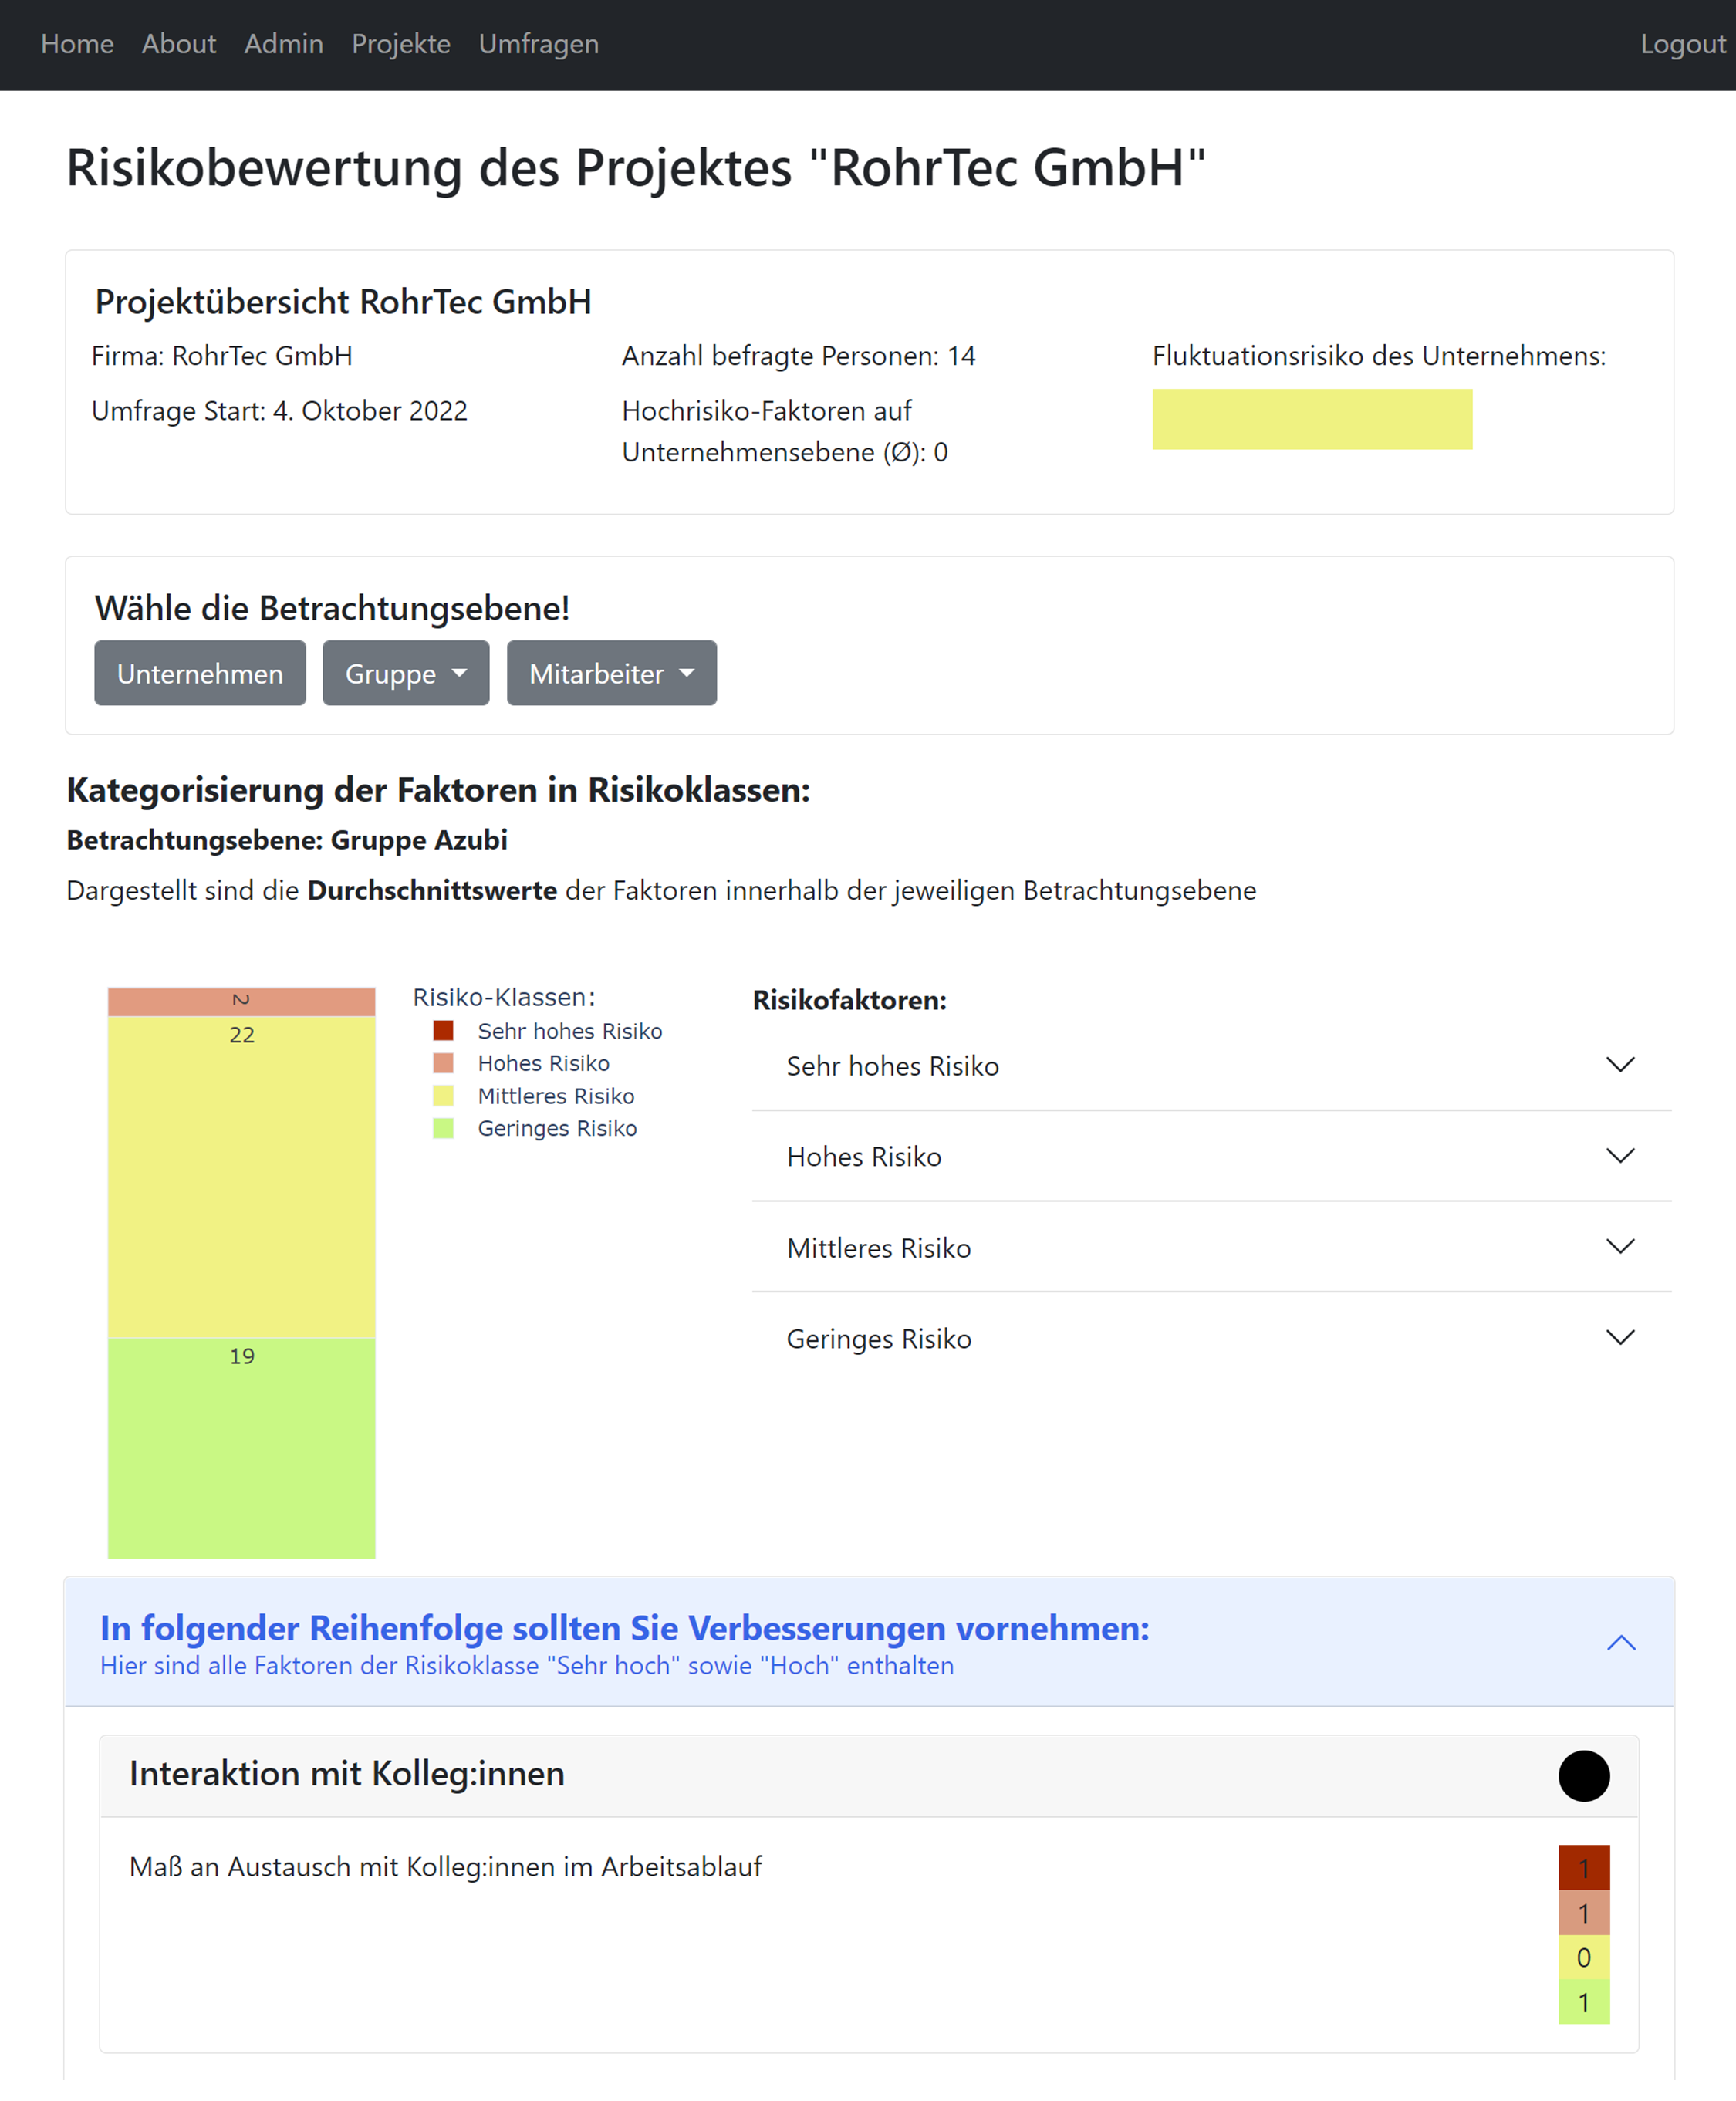 Home About Admin Projekte Umfragen Logout
Risikobewertung des Projektes "RohrTec GmbH"
Projektübersicht RohrTec GmbH
Firma: RohrTec GmbH
Umfrage Start: 4. Oktober 2022
Anzahl befragte Personen: 14
Hochrisiko-Faktoren auf
Unternehmensebene (Ø): 0
Fluktuationsrisiko des Unternehmens:
Wähle die Betrachtungsebene!
Unternehmen Gruppe Mitarbeiter
Kategorisierung der Faktoren in Risikoklassen:
Betrachtungsebene: Gruppe Azubi
Dargestellt sind die Durchschnittswerte der Faktoren innerhalb der jeweiligen Betrachtungsebene
2
22
19
Risiko-Klassen:
Sehr hohes Risiko
Hohes Risiko
Mittleres Risiko
Geringes Risiko
Risikofaktoren:
Sehr hohes Risiko
Hohes Risiko
Mittleres Risiko
Geringes Risiko
In folgender Reihenfolge sollten Sie Verbesserungen vornehmen:
Hier sind alle Faktoren der Risikoklasse "Sehr hoch" sowie "Hoch" enthalten
Interaktion mit Kolleg:innen
Maß an Austausch mit Kolleg:innen im Arbeitsablauf
1
1
0
1